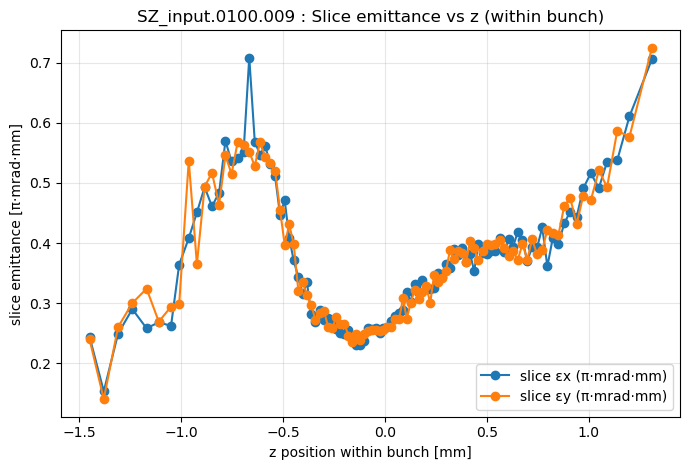 SZ_input.0100.009 : Slice emittance vs z (within bunch)
slice emittance [π·mrad·mm]
0.7
0.6
0.5
0.4
0.3
0.2
−1.5
−1.0
−0.5
0.0
0.5
1.0
z position within bunch [mm]
slice εx (π·mrad·mm)
slice εy (π·mrad·mm)